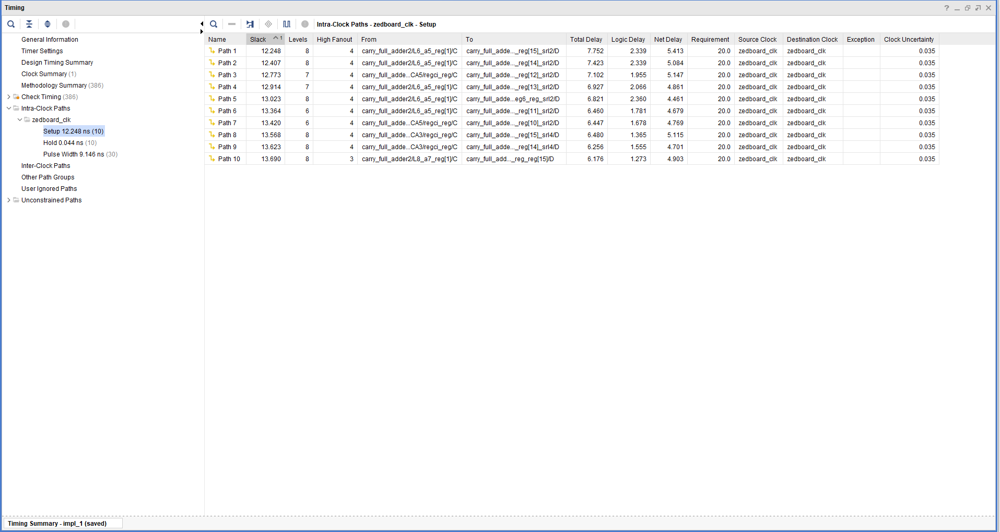 Timing
General Information
Timer Settings
Design Timing Summary
Clock Summary (1)
Methodology Summary (386)
Check Timing (386)
Intra-Clock Paths
zedboard_clk
Setup 12.248 ns (10)
Hold 0.044 ns (10)
Pulse Width 9.146 ns (30)
Inter-Clock Paths
Other Path Groups
User Ignored Paths
Unconstrained Paths
Intra-Clock Paths - zedboard_clk - Setup
Name Slack 1 Levels High Fanout From To Total Delay Logic Delay Net Delay Requirement Source Clock Destination Clock Exception Clock Uncertainty
Path 1 12.248 8 4 carry_full_adder2/L6_a5_reg[1]/C carry_full_adde..._reg[15]_srl2/D 7.752 2.339 5.413 20.0 zedboard_clk zedboard_clk 0.035
Path 2 12.407 8 4 carry_full_adder2/L6_a5_reg[1]/C carry_full_adde..._reg[14]_srl2/D 7.423 2.339 5.084 20.0 zedboard_clk zedboard_clk 0.035
Path 3 12.773 7 4 carry_full_adde...CA5/regci_reg/C carry_full_adde..._reg[12]_srl2/D 7.102 1.955 5.147 20.0 zedboard_clk zedboard_clk 0.035
Path 4 12.914 7 4 carry_full_adder2/L6_a5_reg[1]/C carry_full_adde..._reg[13]_srl2/D 6.927 2.066 4.861 20.0 zedboard_clk zedboard_clk 0.035
Path 5 13.023 8 4 carry_full_adder2/L6_a5_reg[1]/C carry_full_adde...eg6_reg_srl2/D 6.821 2.360 4.461 20.0 zedboard_clk zedboard_clk 0.035
Path 6 13.364 6 4 carry_full_adder2/L6_a5_reg[1]/C carry_full_adde..._reg[11]_srl2/D 6.460 1.781 4.679 20.0 zedboard_clk zedboard_clk 0.035
Path 7 13.420 6 4 carry_full_adde...CA5/regci_reg/C carry_full_adde..._reg[10]_srl2/D 6.447 1.678 4.769 20.0 zedboard_clk zedboard_clk 0.035
Path 8 13.568 8 4 carry_full_adde...CA3/regci_reg/C carry_full_adde..._reg[15]_srl4/D 6.480 1.365 5.115 20.0 zedboard_clk zedboard_clk 0.035
Path 9 13.623 8 4 carry_full_adde...CA3/regci_reg/C carry_full_adde..._reg[14]_srl4/D 6.256 1.555 4.701 20.0 zedboard_clk zedboard_clk 0.035
Path 10 13.690 8 3 carry_full_adder2/L8_a7_reg[1]/C carry_full_add..._reg_reg[15]/D 6.176 1.273 4.903 20.0 zedboard_clk zedboard_clk 0.035
Timing Summary - impl_1 (saved)